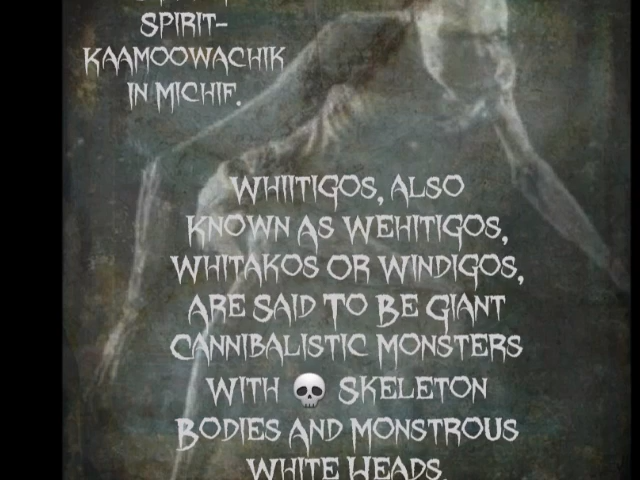 SPIRIT-
KAAMOOWACHIK
IN MICHIF.
WHIITIGOS, ALSO
KNOWN AS WEHITIGOS,
WHITAKOS OR WINDIGOS,
ARE SAID TO BE GIANT
CANNIBALISTIC MONSTERS
WITH 💀 SKELETON
BODIES AND MONSTROUS
WHITE HEADS.